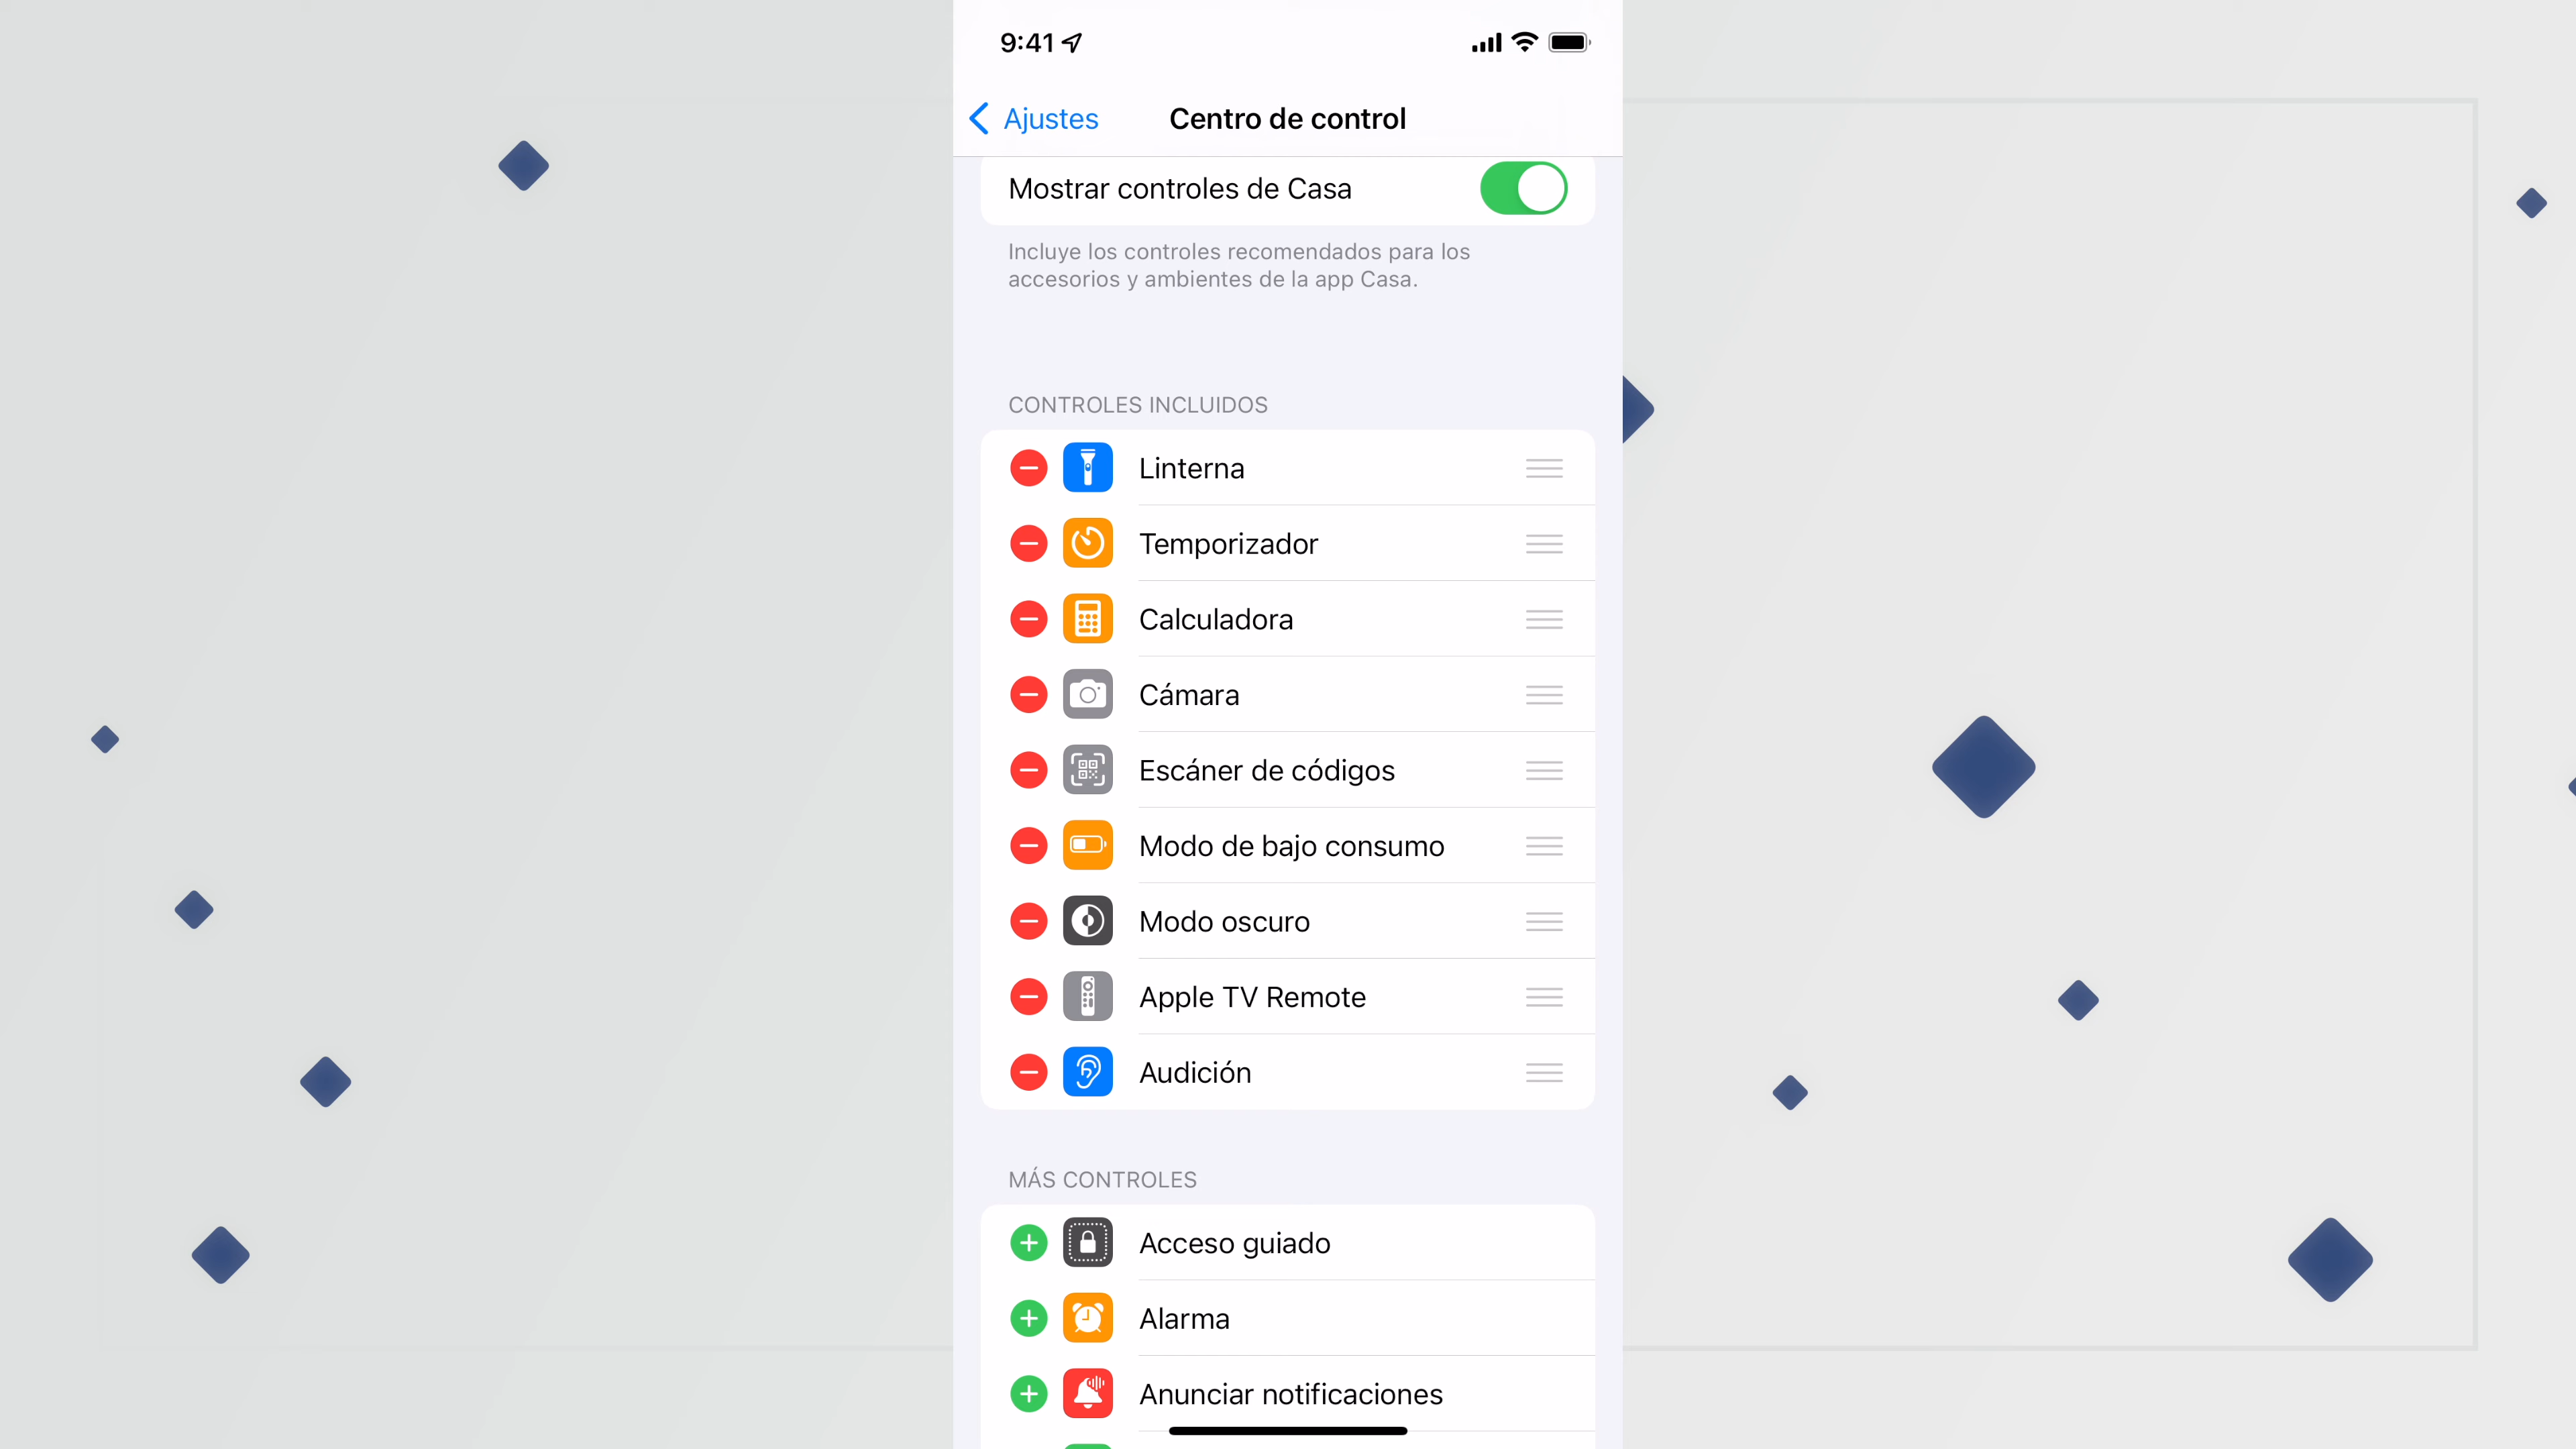 9:41
Ajustes
Centro de control
Mostrar controles de Casa
Incluye los controles recomendados para los
accesorios y ambientes de la app Casa.
CONTROLES INCLUIDOS
Linterna
Temporizador
Calculadora
Cámara
Escáner de códigos
Modo de bajo consumo
Modo oscuro
Apple TV Remote
Audición
MÁS CONTROLES
Acceso guiado
Alarma
Anunciar notificaciones